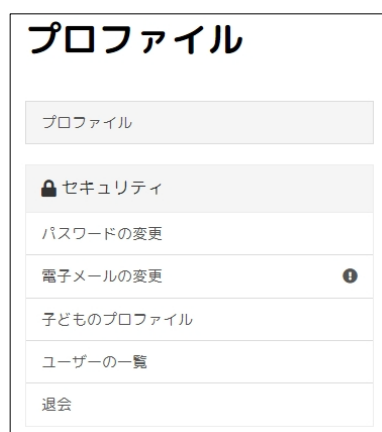 プロファイル
プロファイル
セキュリティ
パスワードの変更
電子メールの変更
子どものプロファイル
ユーザーの一覧
退会